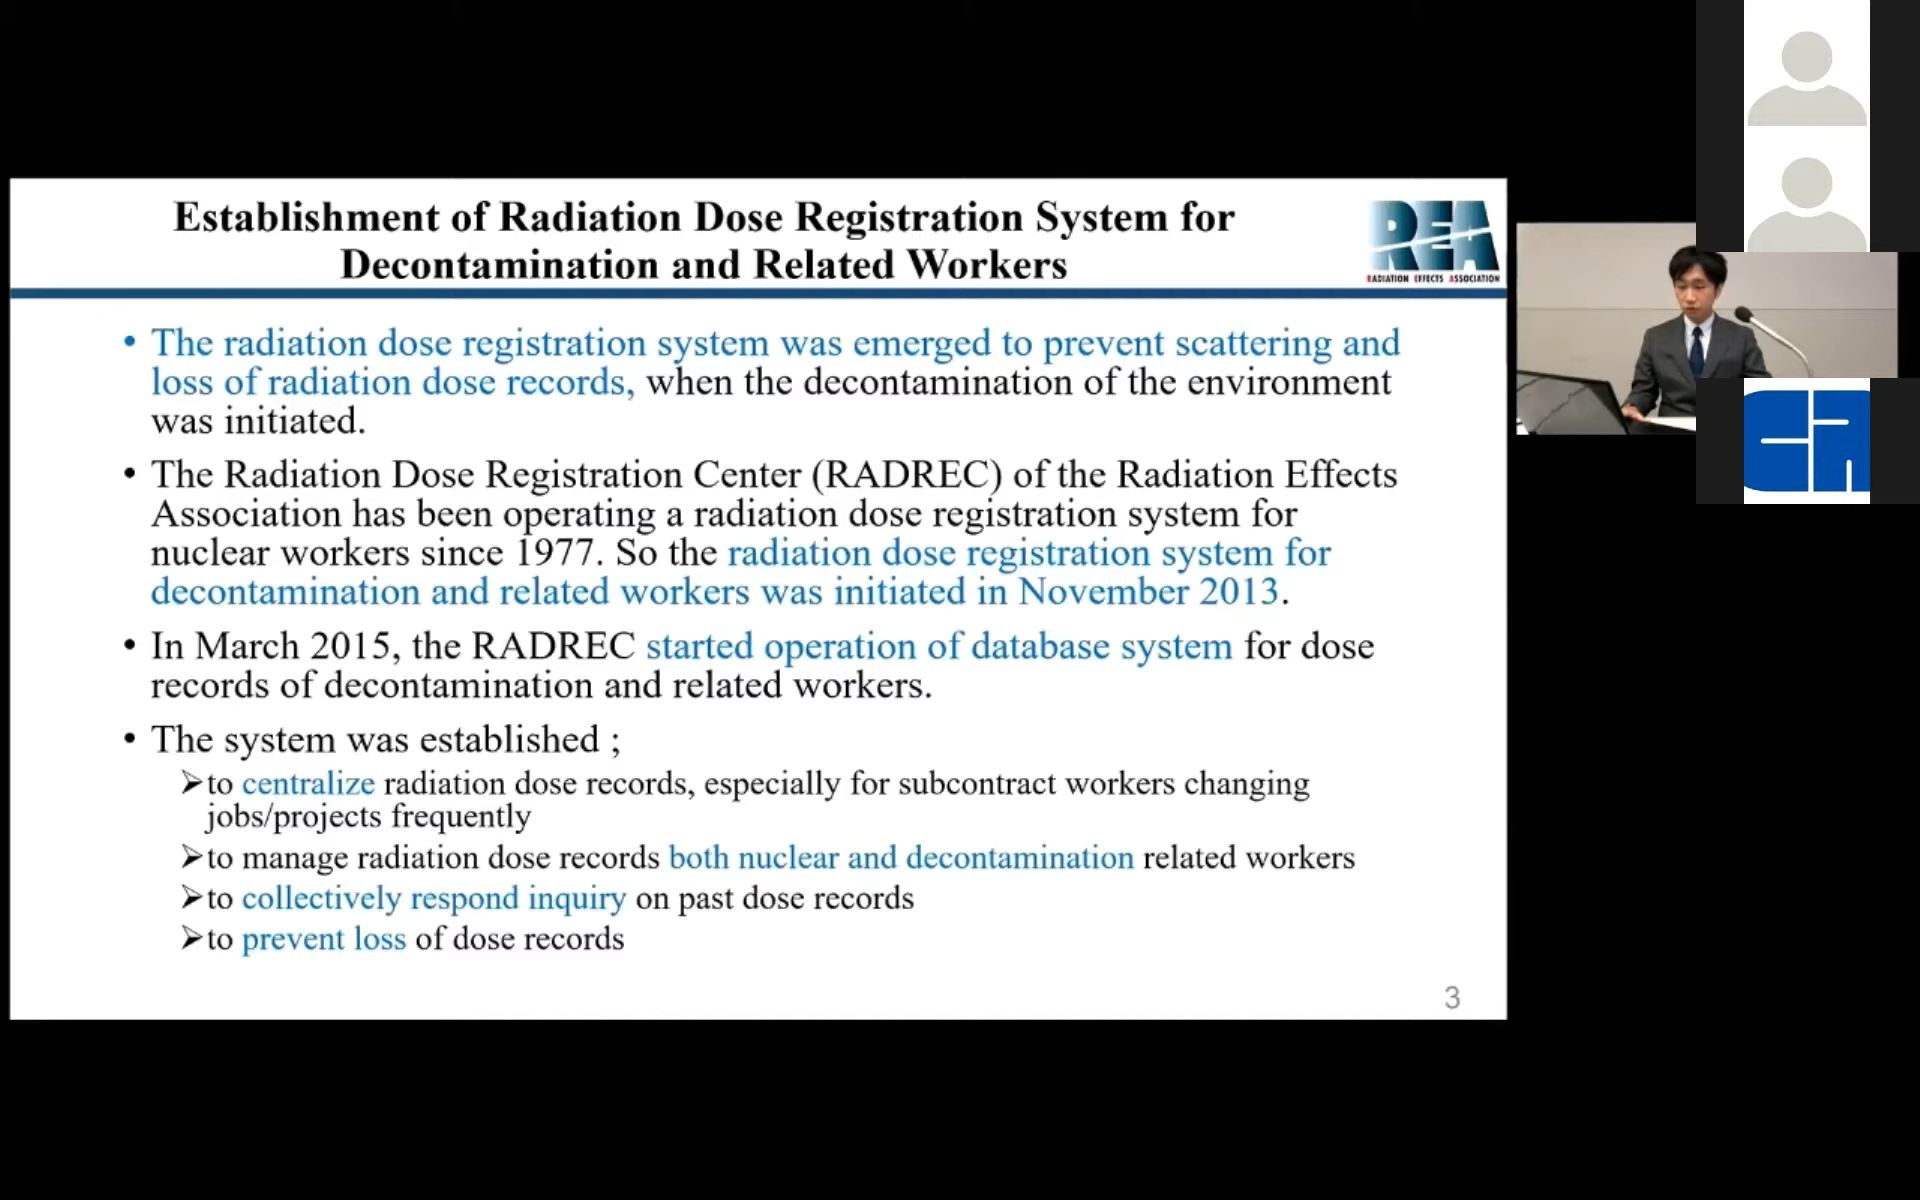 Establishment of Radiation Dose Registration System for
Decontamination and Related Workers
REA
RADIATION EFFECTS ASSOCIATION
• The radiation dose registration system was emerged to prevent scattering and
loss of radiation dose records, when the decontamination of the environment
was initiated.
• The Radiation Dose Registration Center (RADREC) of the Radiation Effects
Association has been operating a radiation dose registration system for
nuclear workers since 1977. So the radiation dose registration system for
decontamination and related workers was initiated in November 2013.
• In March 2015, the RADREC started operation of database system for dose
records of decontamination and related workers.
• The system was established ;
➢to centralize radiation dose records, especially for subcontract workers changing
jobs/projects frequently
➢to manage radiation dose records both nuclear and decontamination related workers
➢to collectively respond inquiry on past dose records
➢to prevent loss of dose records
3